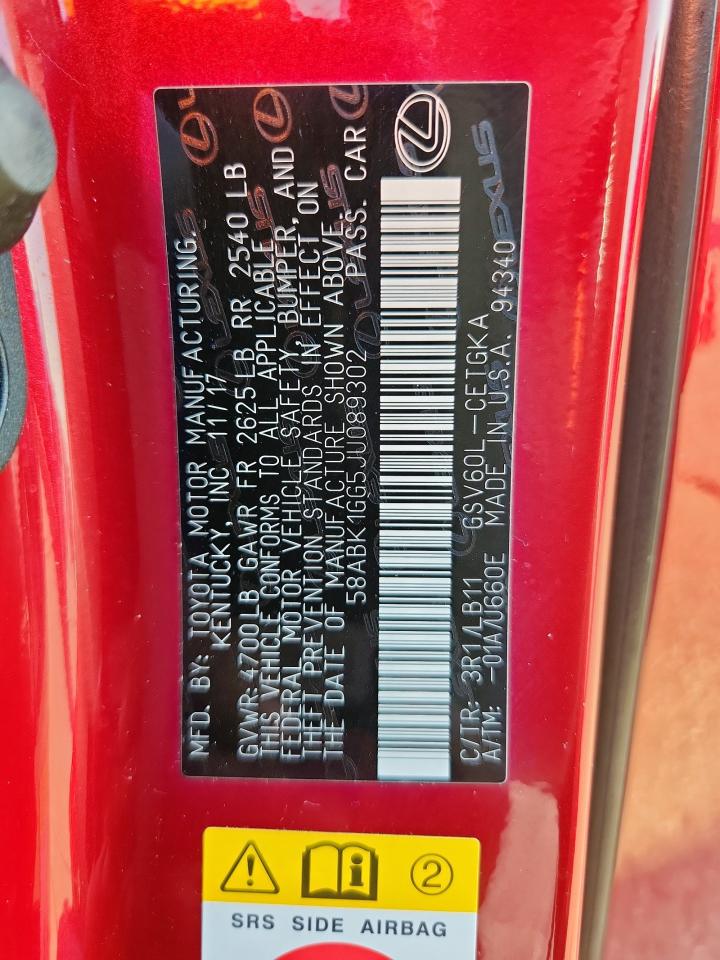 MFD. BY: TOYOTA MOTOR MANUFACTURING,
KENTUCKY, INC 11/17
GVWR:4700LB GAWR FR 2625LB RR 2540 LB
THIS VEHICLE CONFORMS TO ALL APPLICABLE
FEDERAL MOTOR VEHICLE SAFETY, BUMPER, AND
THEFT PREVENTION STANDARDS IN EFFECT ON
THE DATE OF MANUFACTURE SHOWN ABOVE.
58ABK1GG5JU089302 PASS. CAR
C/TR: 3R1/LB11 GSV60L-CETGKA
A/TM: -01A/U660E MADE IN U.S.A. 94340
LEXUS
2
SRS SIDE AIRBAG